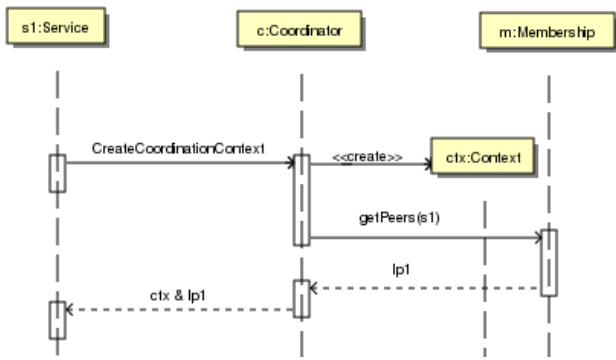 s1:Service
c:Coordinator
m:Membership
CreateCoordinationContext
<<create>>
ctx:Context
getPeers(s1)
lp1
ctx & lp1